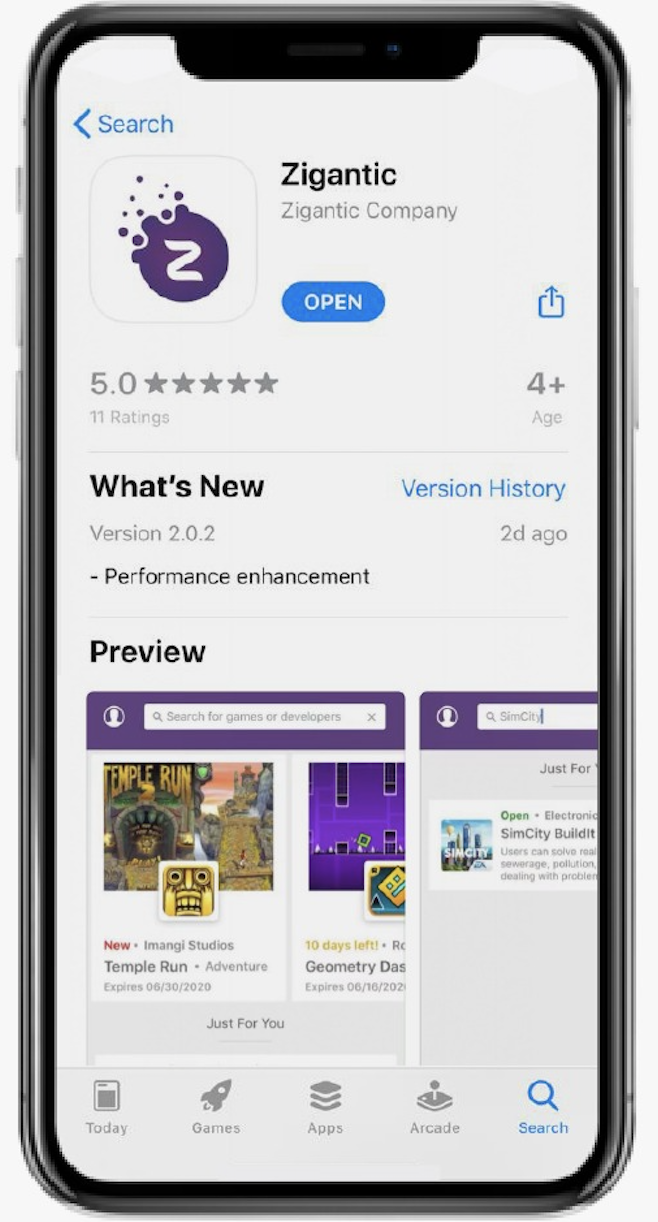 Search
Zigantic
Zigantic Company
Z
OPEN
5.0
11 Ratings
4+
Age
What's New
Version History
Version 2.0.2
2d ago
- Performance enhancement
Preview
Search for games or developers
TEMPLE RUN
New • Imangi Studios
Temple Run • Adventure
Expires 06/30/2020
10 days left! •
Geometry Das
Expires 06/16/202
Just For You
SimCity
Just For
SIMCITY
EA
Open • Electronic
SimCity BuildIt
Users can solve real
sewerage, pollution,
dealing with problem
Today
Games
Apps
Arcade
Search